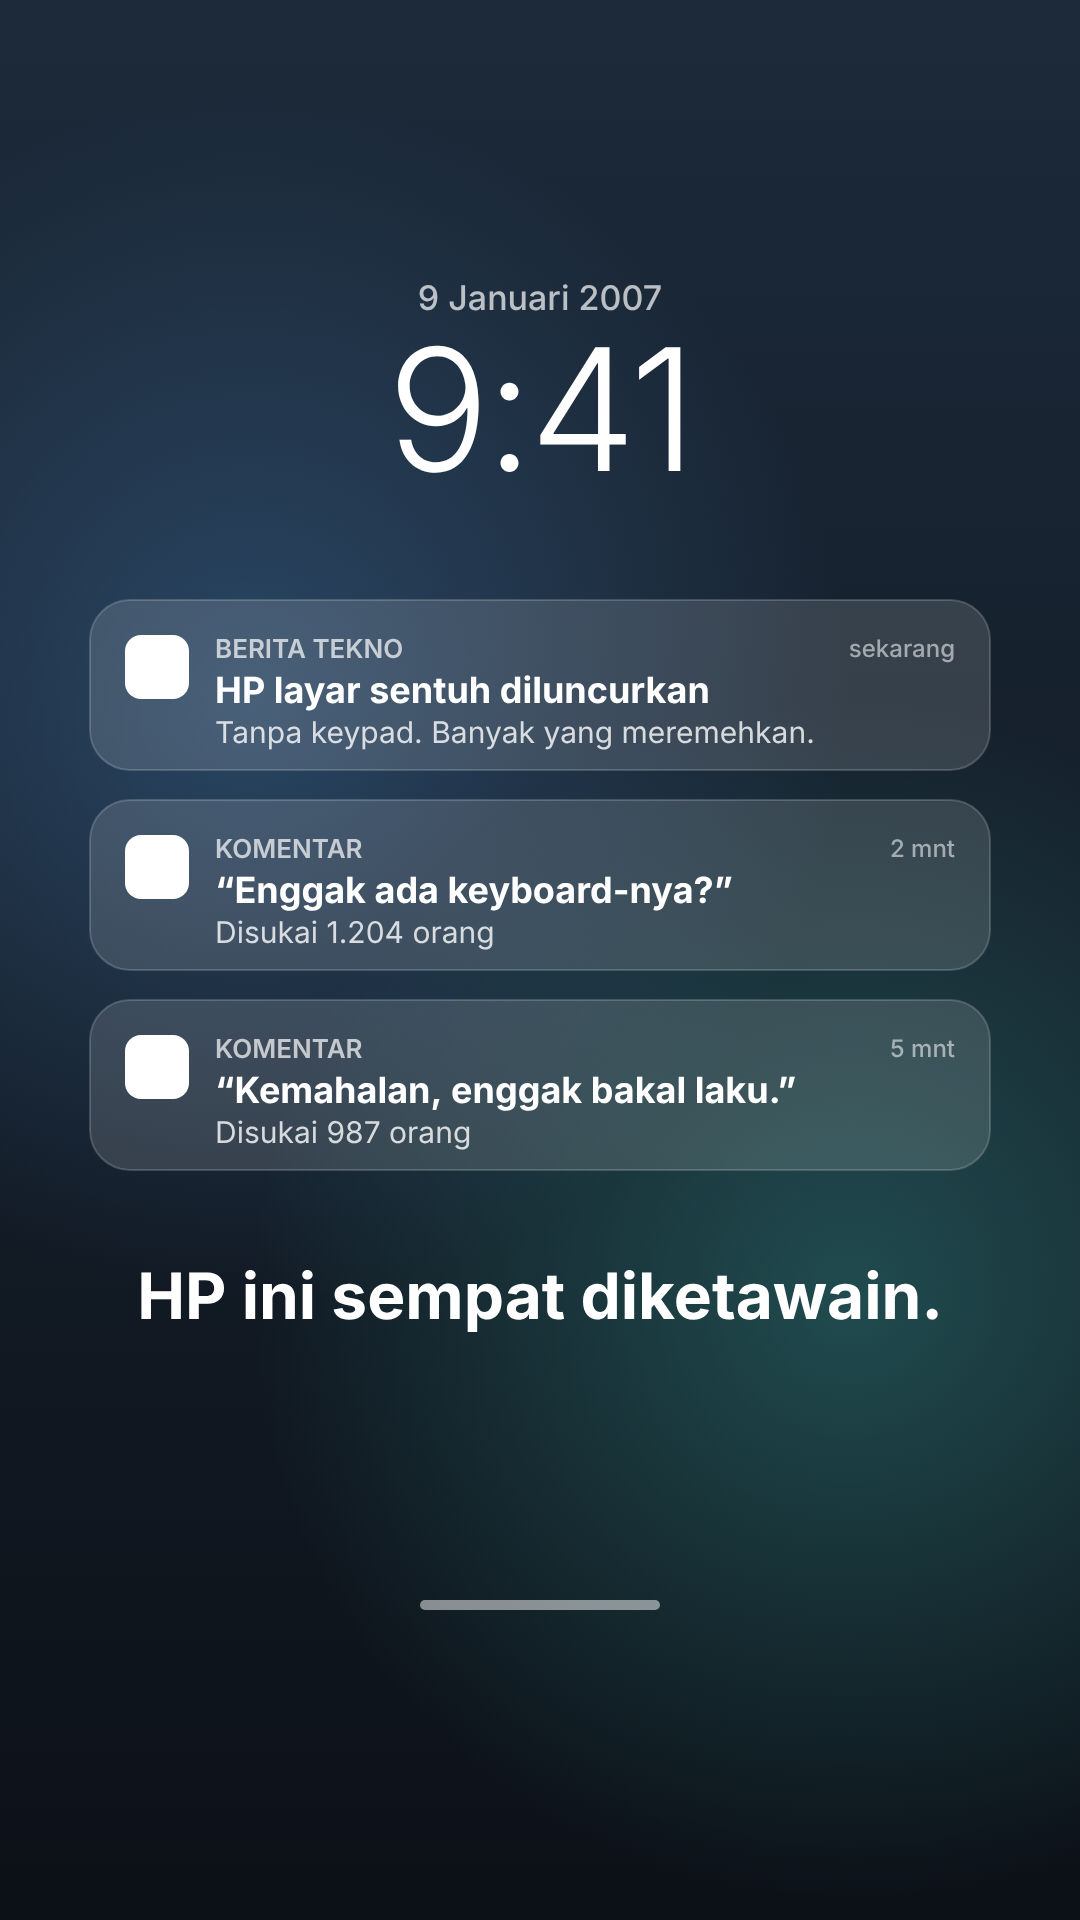 9 Januari 2007
9:41
BERITA TEKNO
sekarang
HP layar sentuh diluncurkan
Tanpa keypad. Banyak yang meremehkan.
KOMENTAR
2 mnt
“Enggak ada keyboard-nya?”
Disukai 1.204 orang
KOMENTAR
5 mnt
“Kemahalan, enggak bakal laku.”
Disukai 987 orang
HP ini sempat diketawain.